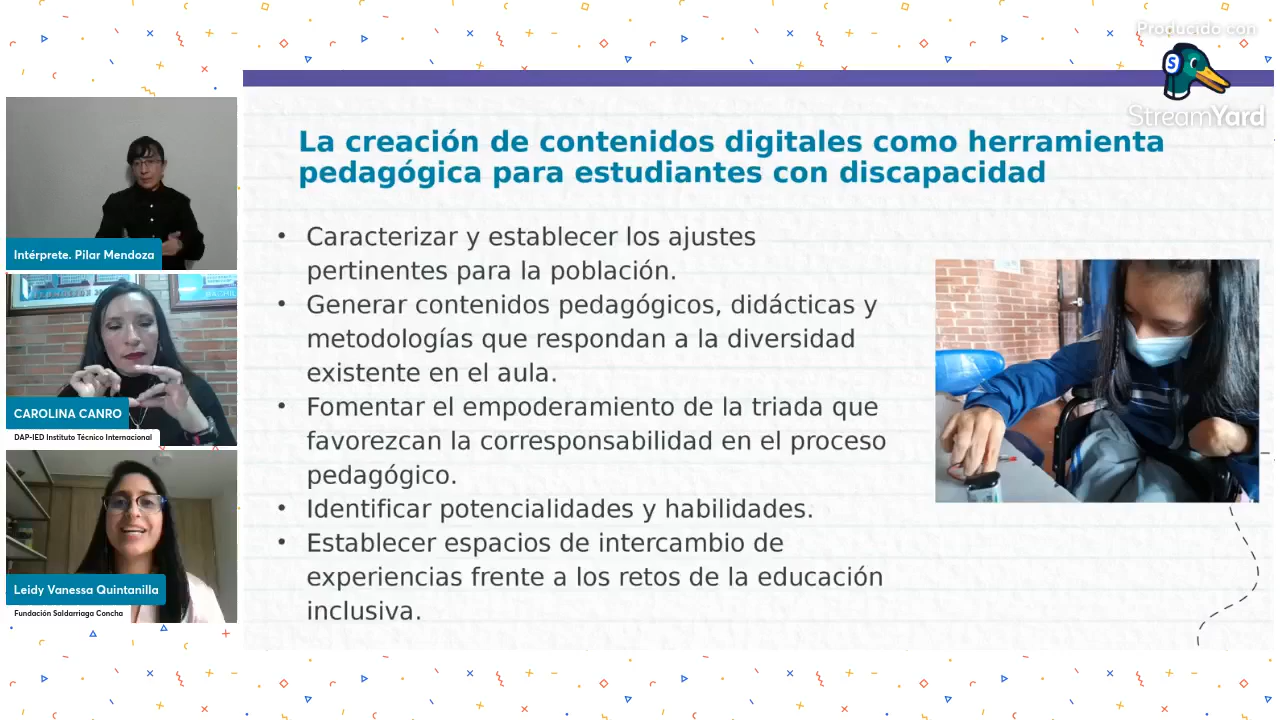 Producido con
StreamYard
La creación de contenidos digitales como herramienta
pedagógica para estudiantes con discapacidad
• Caracterizar y establecer los ajustes
pertinentes para la población.
• Generar contenidos pedagógicos, didácticas y
metodologías que respondan a la diversidad
existente en el aula.
• Fomentar el empoderamiento de la triada que
favorezcan la corresponsabilidad en el proceso
pedagógico.
• Identificar potencialidades y habilidades.
• Establecer espacios de intercambio de
experiencias frente a los retos de la educación
inclusiva.
Intérprete. Pilar Mendoza
CAROLINA CANRO
DAP-IED Instituto Técnico Internacional
Leidy Vanessa Quintanilla
Fundación Saldarriaga Concha